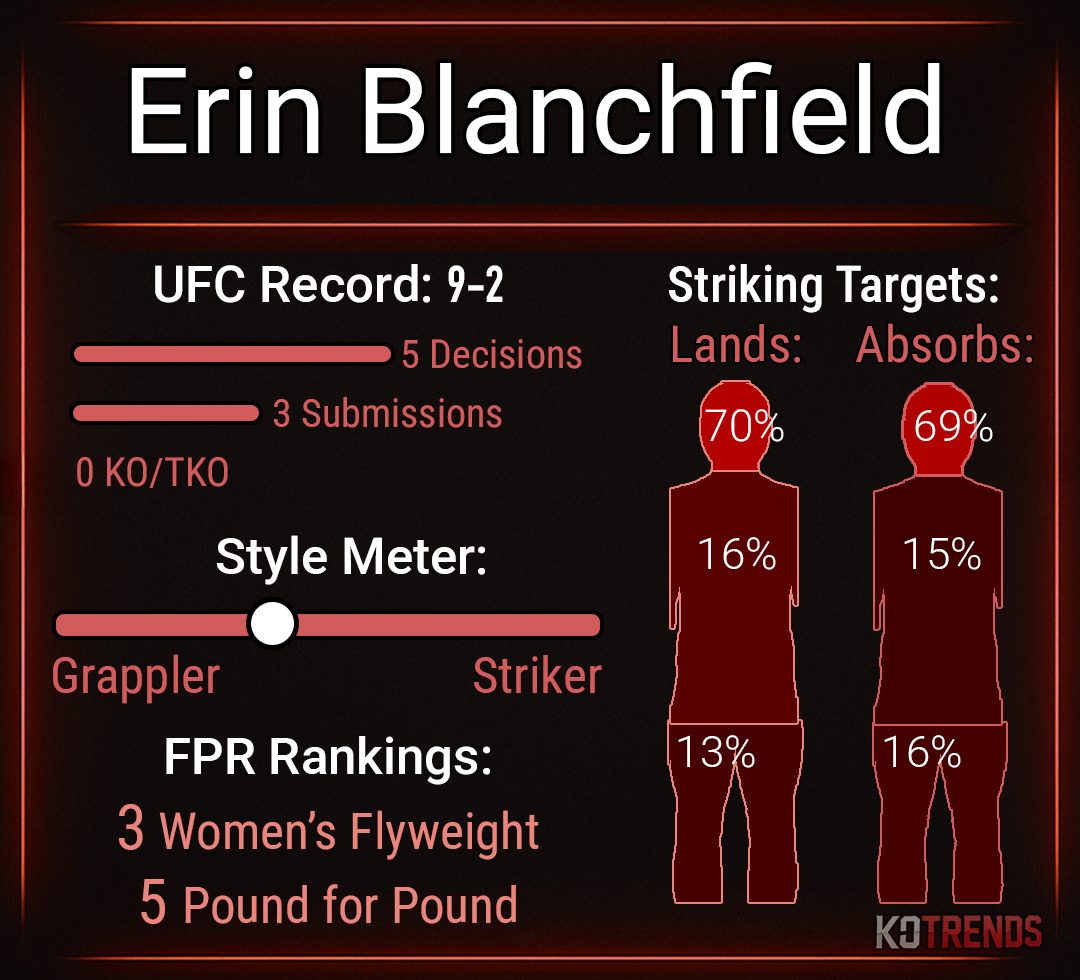 Erin Blanchfield
UFC Record: 9-2
5 Decisions
3 Submissions
0 KO/TKO
Style Meter:
Grappler
Striker
FPR Rankings:
3 Women’s Flyweight
5 Pound for Pound
Striking Targets:
Lands:
Absorbs:
70%
69%
16%
15%
13%
16%
KOTRENDS